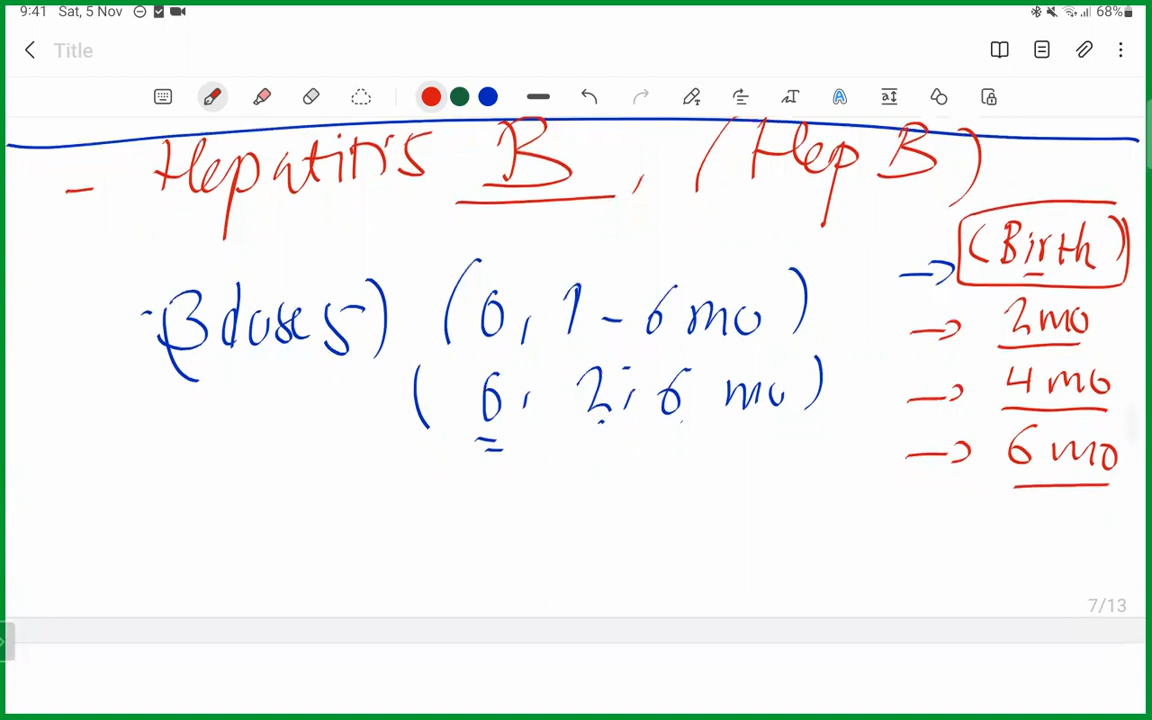 9:41 Sat, 5 Nov 68%
Title
- Hepatitis B, (Hep B)
→ (Birth)
3 doses) (0, 1 - 6 mo)
→ 2 mo
(0, 2, 6 mo)
→ 4 mo
→ 6 mo
7/13